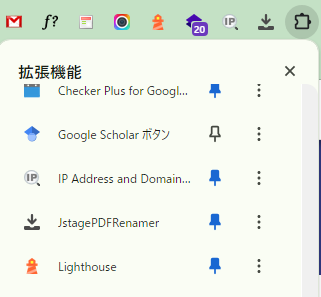 f?
20
IP
拡張機能
Checker Plus for Googl...
Google Scholar ボタン
IP
IP Address and Domain...
JstagePDFRenamer
Lighthouse